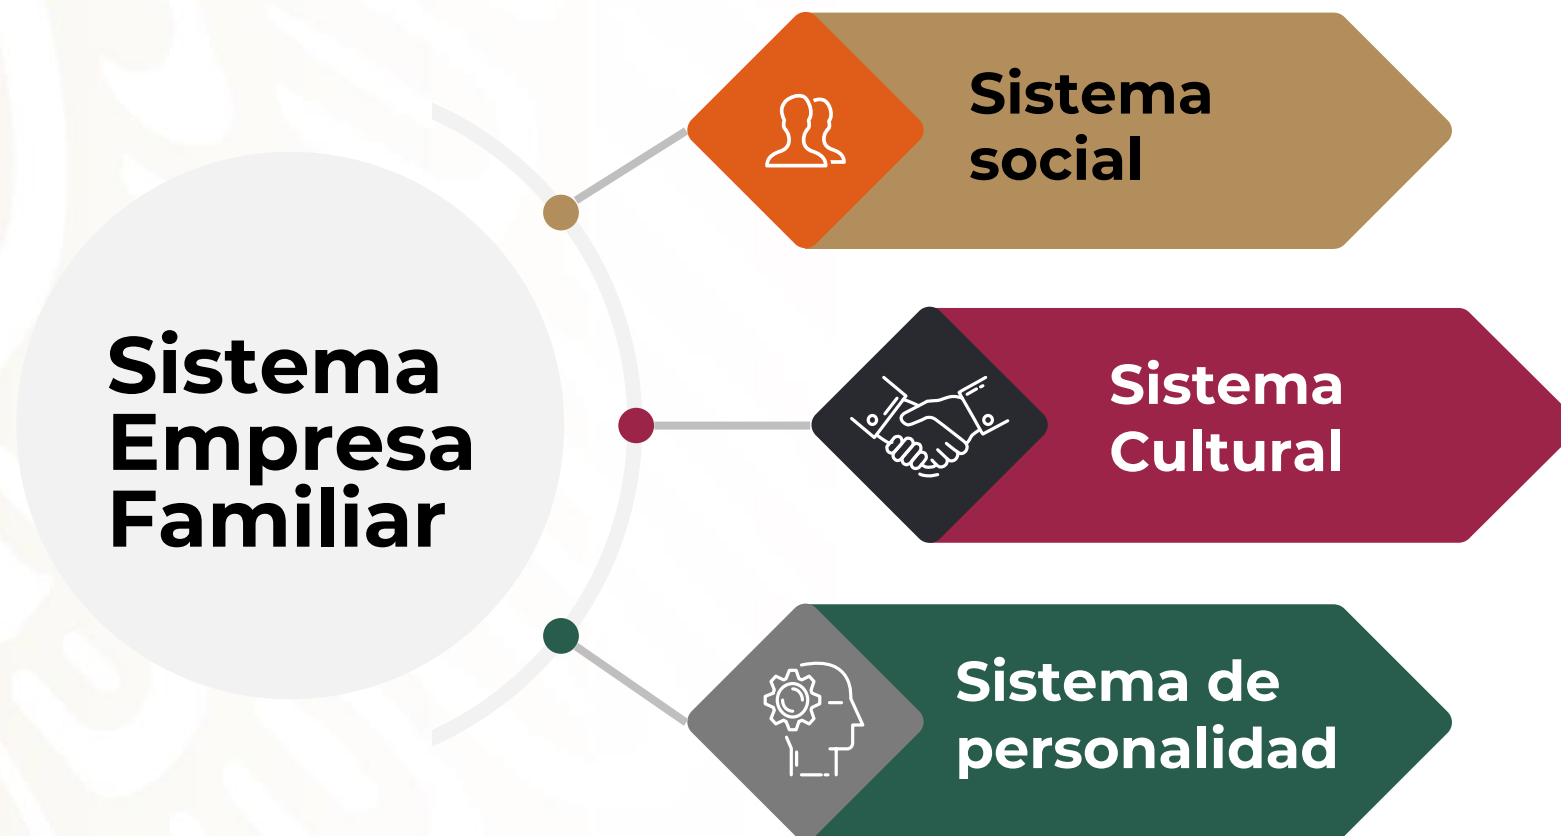 Sistema
Empresa
Familiar
Sistema
social
Sistema
Cultural
Sistema de
personalidad